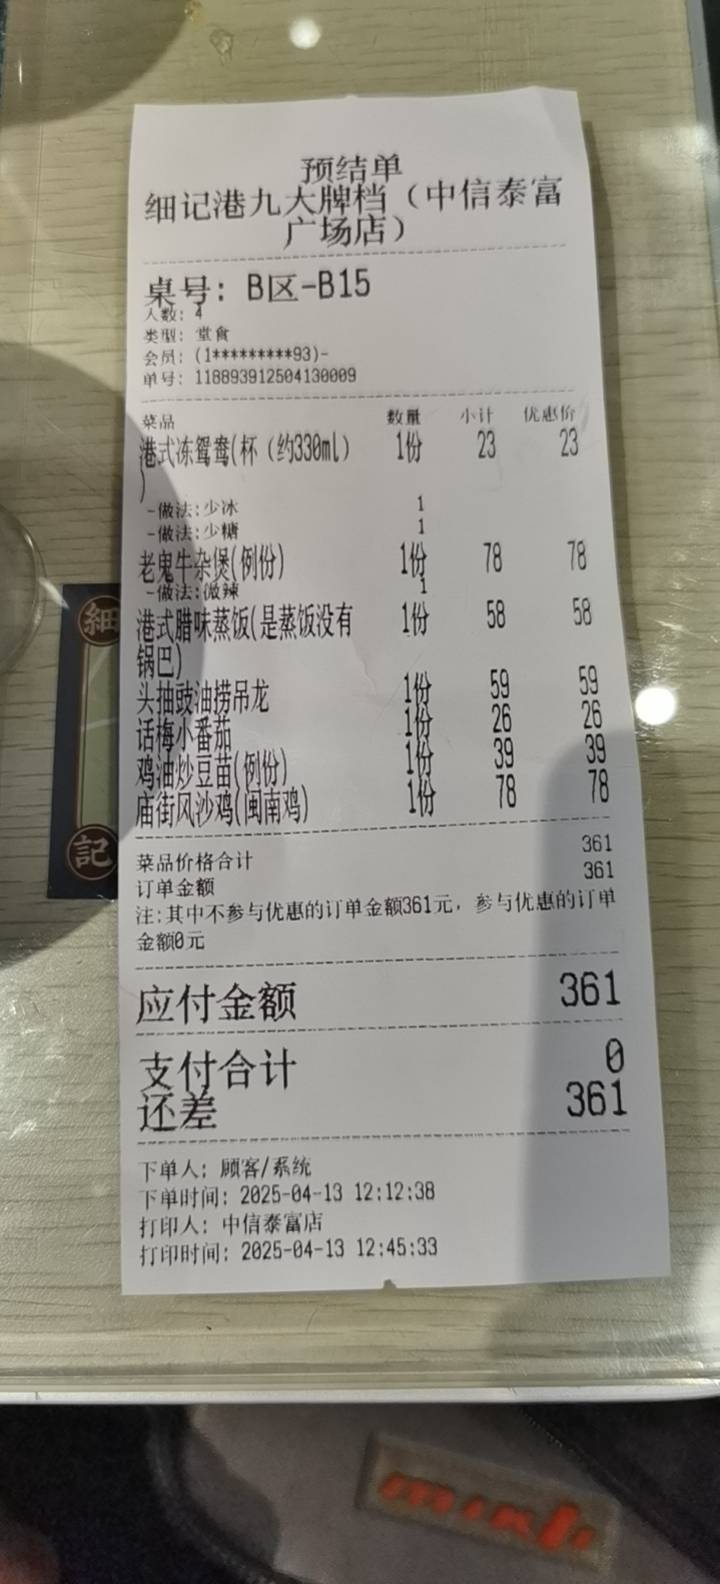 预结单
细记港九大牌档（中信泰富
广场店）
桌号: B区-B15
人数: 4
类型: 堂食
会员: (1*********93)-
单号: 118893912504130009
菜品 数量 小计 优惠价
港式冻鸳鸯(杯（约330ml） 1份 23 23
)
-做法:少冰 1
-做法:少糖 1
老鬼牛杂煲(例份) 1份 78 78
-做法:微辣 1
港式腊味蒸饭(是蒸饭没有 1份 58 58
锅巴)
头抽豉油捞吊龙 1份 59 59
话梅小番茄 1份 26 26
鸡油炒豆苗(例份) 1份 39 39
庙街风沙鸡(闽南鸡) 1份 78 78
菜品价格合计 361
订单金额 361
注:其中不参与优惠的订单金额361元，参与优惠的订单
金额0元
应付金额 361
支付合计 0
还差 361
下单人: 顾客/系统
下单时间: 2025-04-13 12:12:38
打印人: 中信泰富店
打印时间: 2025-04-13 12:45:33
細
記